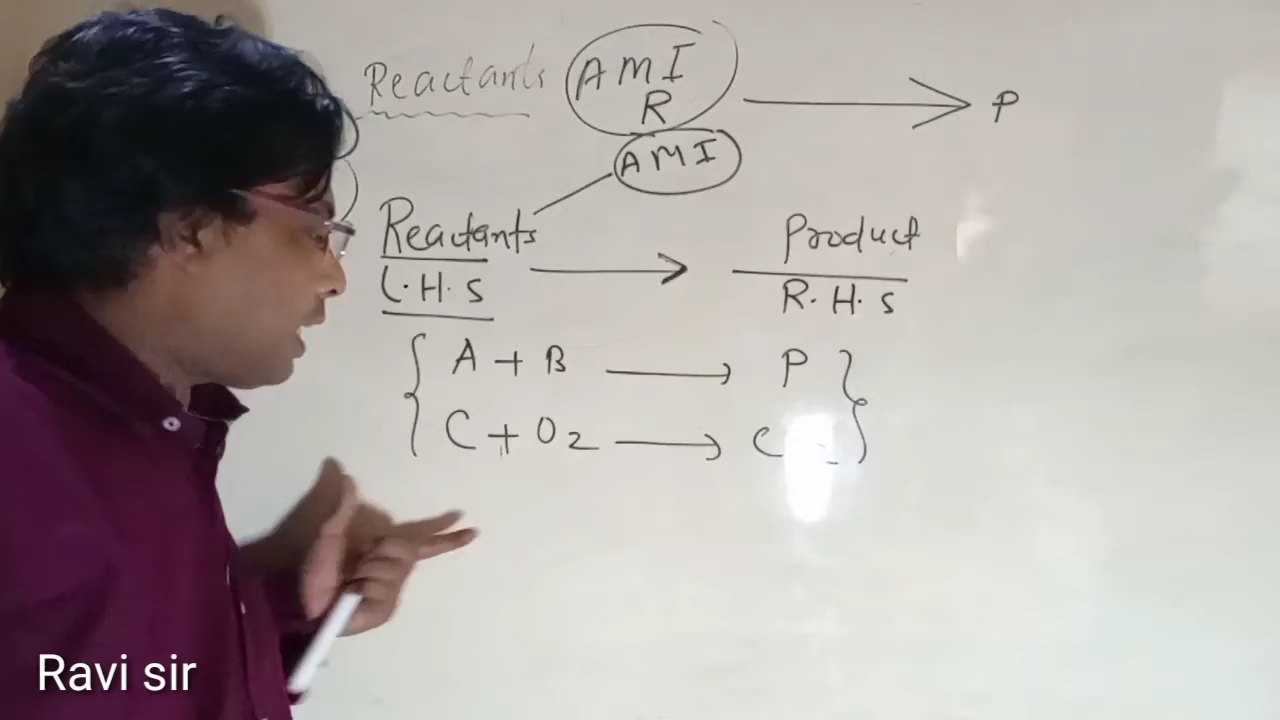 Reactants AMI
R → P
AMI
Reactants → Product
L.H.S R.H.S
A + B → P
C + O2 → C
Ravi sir